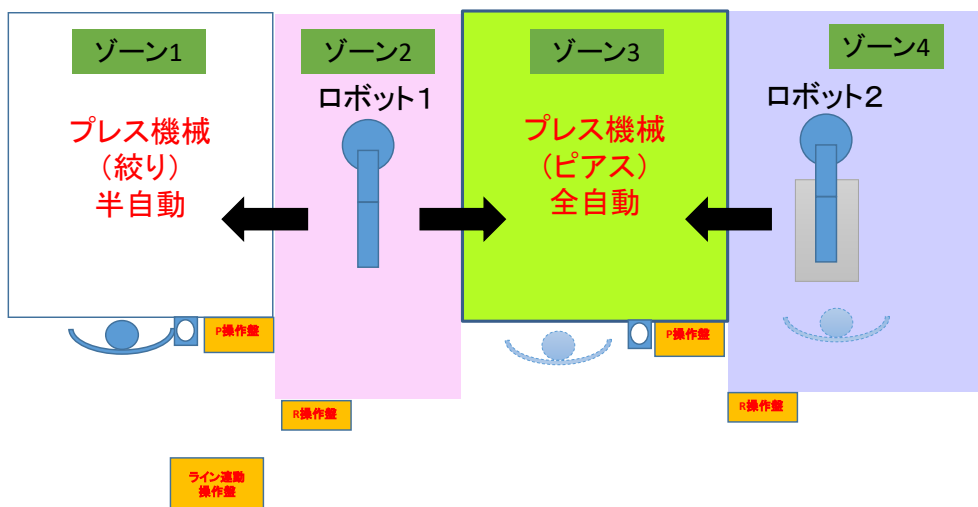 ゾーン1
ゾーン2
ゾーン3
ゾーン4
ロボット1
ロボット2
プレス機械
(絞り)
半自動
プレス機械
(ピアス)
全自動
P操作盤
P操作盤
R操作盤
R操作盤
ライン連動
操作盤